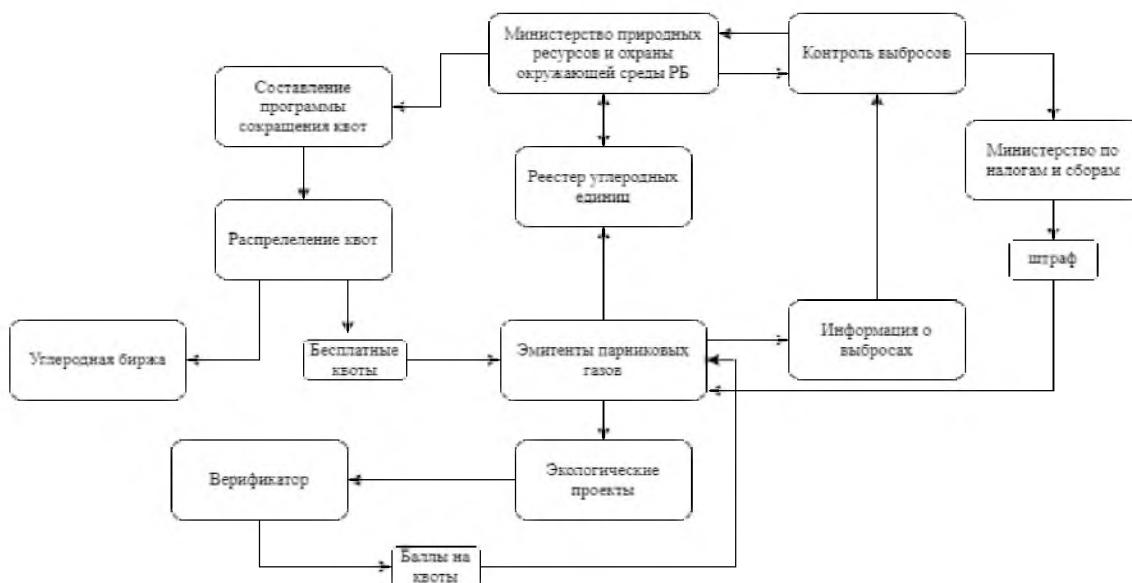 Министерство природных
ресурсов и охраны
окружающей среды РБ
Контроль выбросов
Составление
программы
сокращения квот
Министерство по
налогам и сборам
Реестер углеродных
единиц
Распрелеление квот
штраф
Углеродная биржа
Бесплатные
квоты
Эмитенты парниковых
газов
Информация о
выбросах
Верификатор
Экологические
проекты
Баллы на
квоты